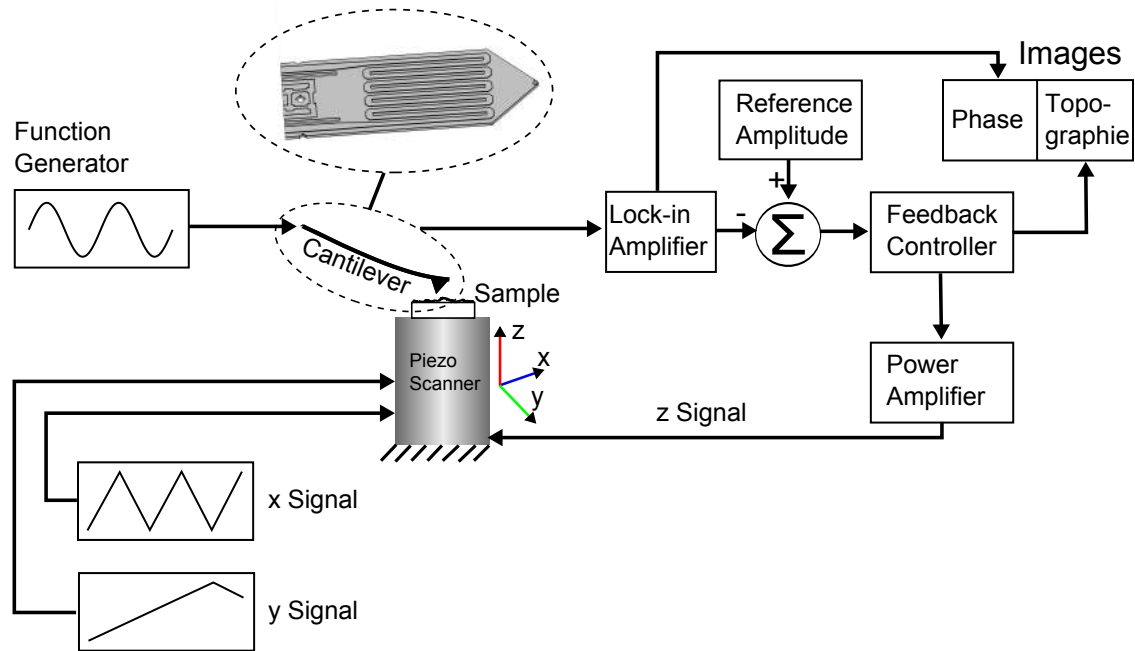 Images
Function
Generator
Reference
Amplitude
Phase
Topo-
graphie
+
Lock-in
Amplifier
-
Σ
Feedback
Controller
Cantilever
Sample
z
x
y
Piezo
Scanner
Power
Amplifier
z Signal
x Signal
y Signal